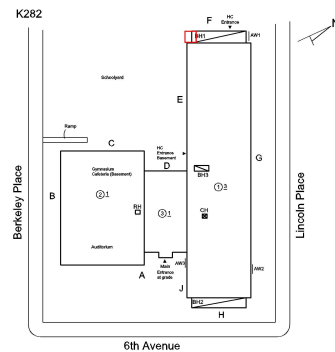 K282
F
N
HC
Entrance
BH1
AW1
Schoolyard
E
Ramp
C
HC
Entrance
Basement
D
G
Gymnasium
Cafeteria (Basement)
BH3
1 3
B
2 1
RH
3 1
CH
Berkeley Place
Lincoln Place
Auditorium
A
Main
Entrance
at grade
AW3
AW2
J
BH2
H
6th Avenue